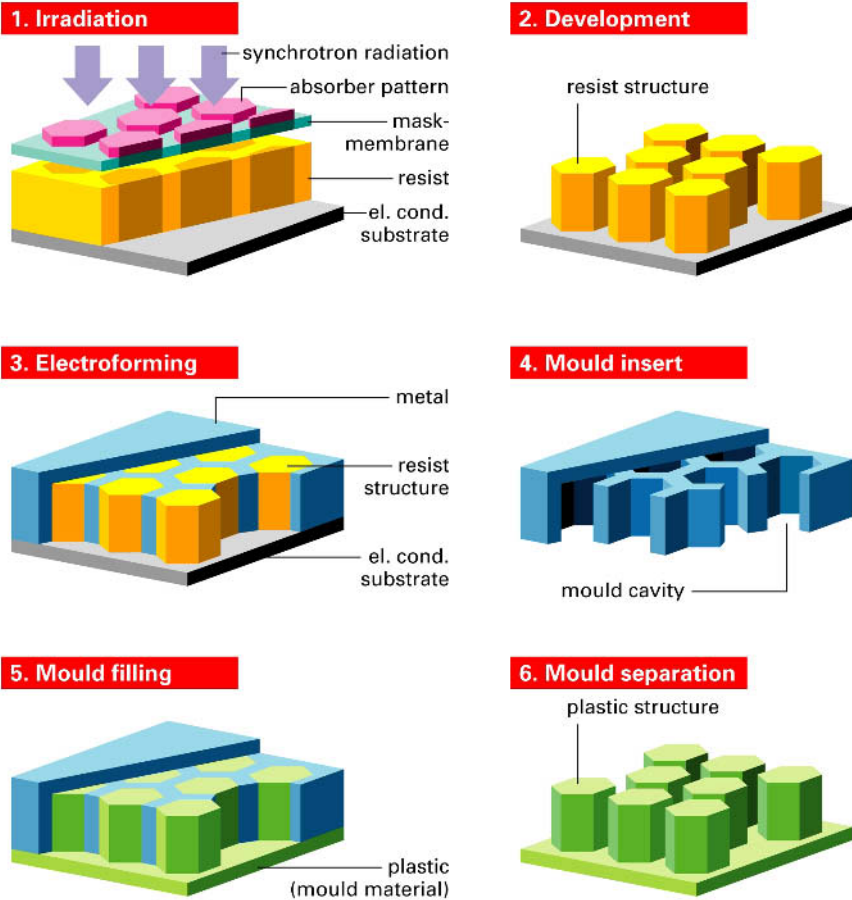 1. Irradiation
synchrotron radiation
absorber pattern
mask-
membrane
resist
el. cond.
substrate
2. Development
resist structure
3. Electroforming
metal
resist
structure
el. cond.
substrate
4. Mould insert
mould cavity
5. Mould filling
plastic
(mould material)
6. Mould separation
plastic structure